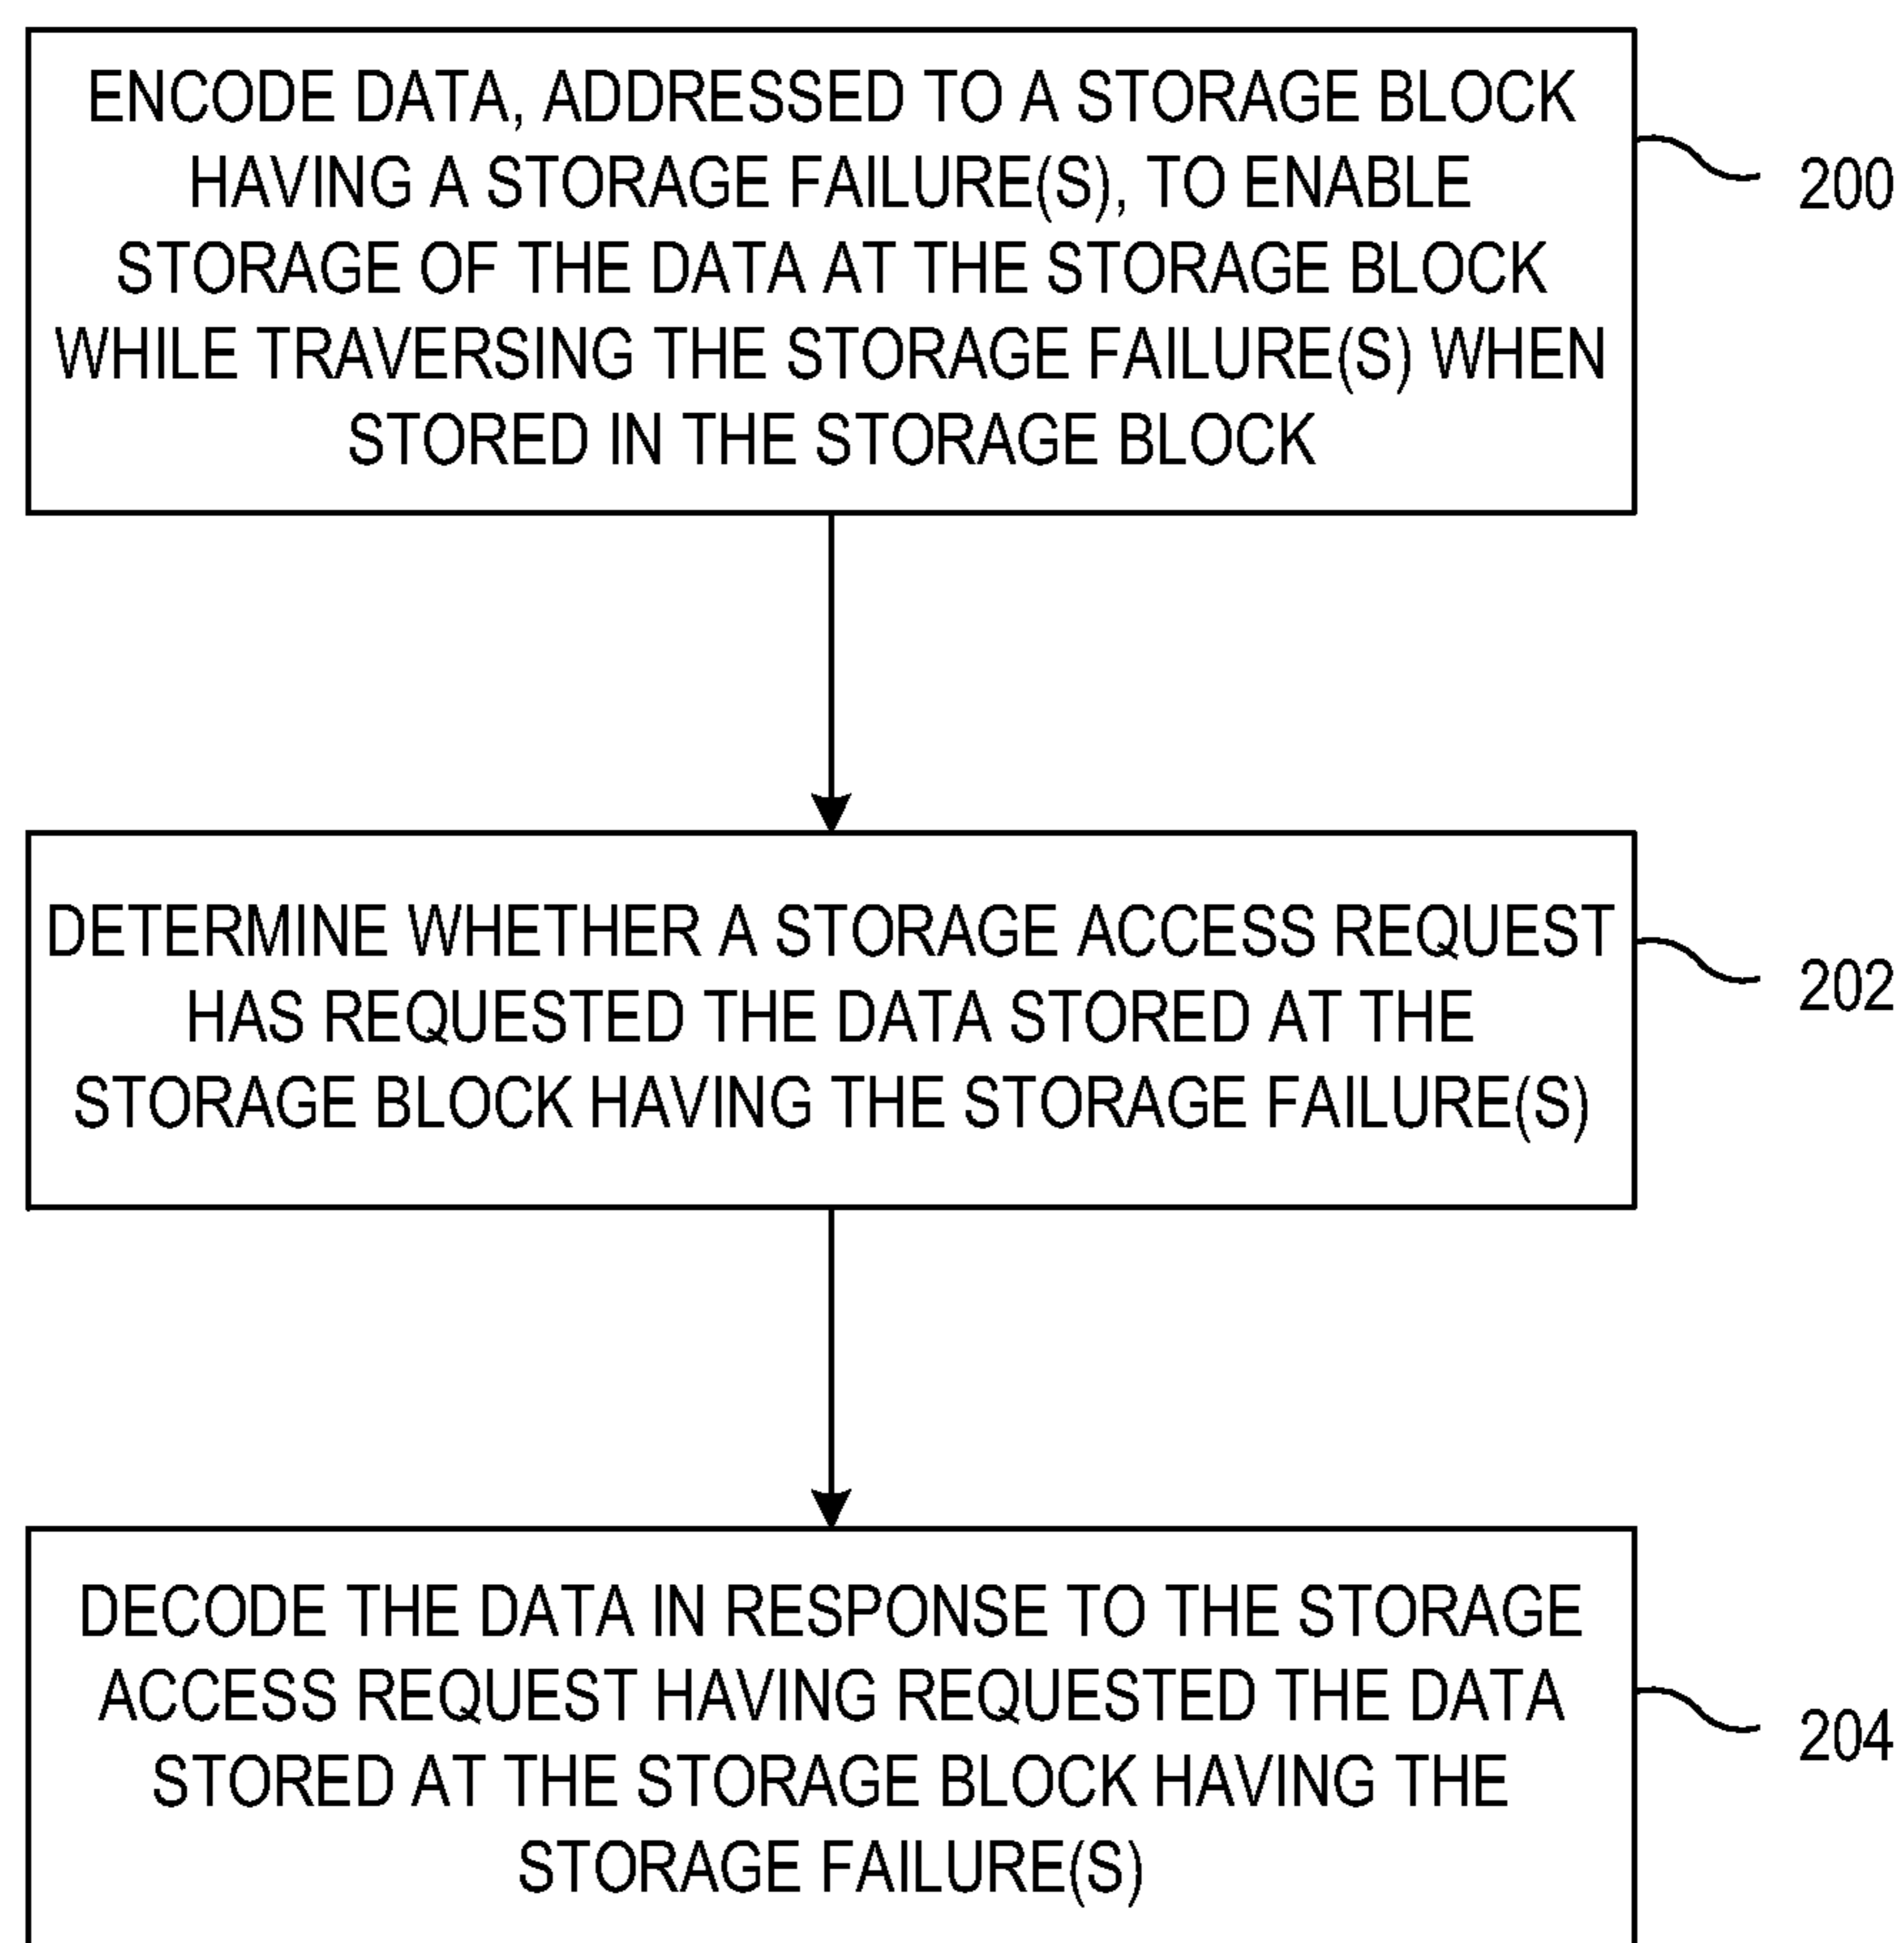 ENCODE DATA, ADDRESSED TO A STORAGE BLOCK
HAVING A STORAGE FAILURE(S), TO ENABLE
STORAGE OF THE DATA AT THE STORAGE BLOCK
WHILE TRAVERSING THE STORAGE FAILURE(S) WHEN
STORED IN THE STORAGE BLOCK
200
DETERMINE WHETHER A STORAGE ACCESS REQUEST
HAS REQUESTED THE DATA STORED AT THE
STORAGE BLOCK HAVING THE STORAGE FAILURE(S)
202
DECODE THE DATA IN RESPONSE TO THE STORAGE
ACCESS REQUEST HAVING REQUESTED THE DATA
STORED AT THE STORAGE BLOCK HAVING THE
STORAGE FAILURE(S)
204